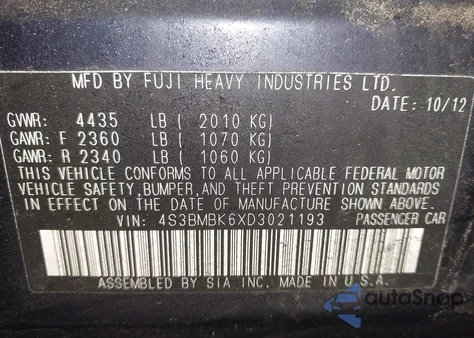 MFD BY FUJI HEAVY INDUSTRIES LTD.
DATE: 10/12
GVWR: 4435 LB ( 2010 KG)
GAWR: F 2360 LB ( 1070 KG)
GAWR: R 2340 LB ( 1060 KG)
THIS VEHICLE CONFORMS TO ALL APPLICABLE FEDERAL MOTOR
VEHICLE SAFETY,BUMPER,AND THEFT PREVENTION STANDARDS
IN EFFECT ON THE DATE OF MANUFACTURE SHOWN ABOVE.
VIN: 4S3BMBK6XD3021193 PASSENGER CAR
ASSEMBLED BY SIA INC. MADE IN U.S.A.
autoSnap